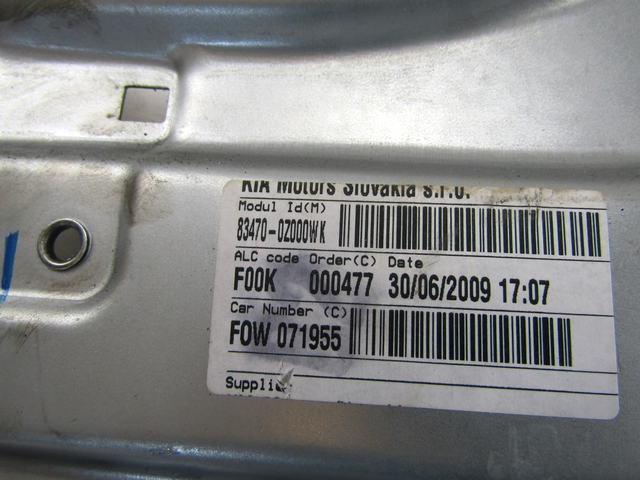 KIA Motors Slovakia s.r.o.
Modul Id(M)
83470-0Z000WK
ALC code Order(C) Date
F00K 000477 30/06/2009 17:07
Car Number (C)
FOW 071955